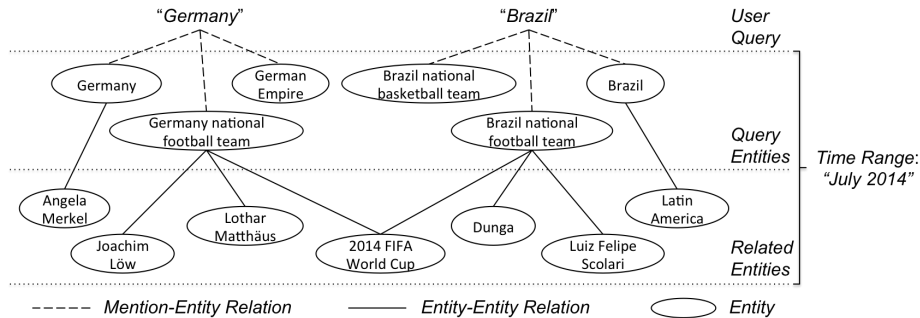 “Germany”
“Brazil”
User
Query
Germany
German
Empire
Brazil national
basketball team
Brazil
Germany national
football team
Brazil national
football team
Query
Entities
Time Range:
“July 2014”
Angela
Merkel
Lothar
Matthäus
Dunga
Latin
America
Joachim
Löw
2014 FIFA
World Cup
Luiz Felipe
Scolari
Related
Entities
Mention-Entity Relation
Entity-Entity Relation
Entity